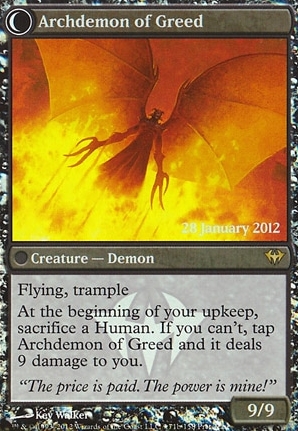 Archdemon of Greed
28 January 2012
Creature — Demon
Flying, trample
At the beginning of your upkeep,
sacrifice a Human. If you can't, tap
Archdemon of Greed and it deals
9 damage to you.
"The price is paid. The power is mine!"
Key Walker
9/9